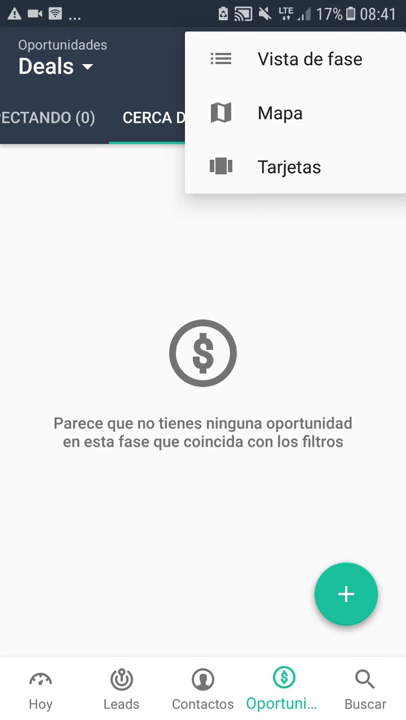 ... LTE 17% 08:41
Oportunidades
Deals
ECTANDO (0) CERCA D
Vista de fase
Mapa
Tarjetas
$
Parece que no tienes ninguna oportunidad
en esta fase que coincida con los filtros
+
Hoy Leads Contactos Oportuni... Buscar